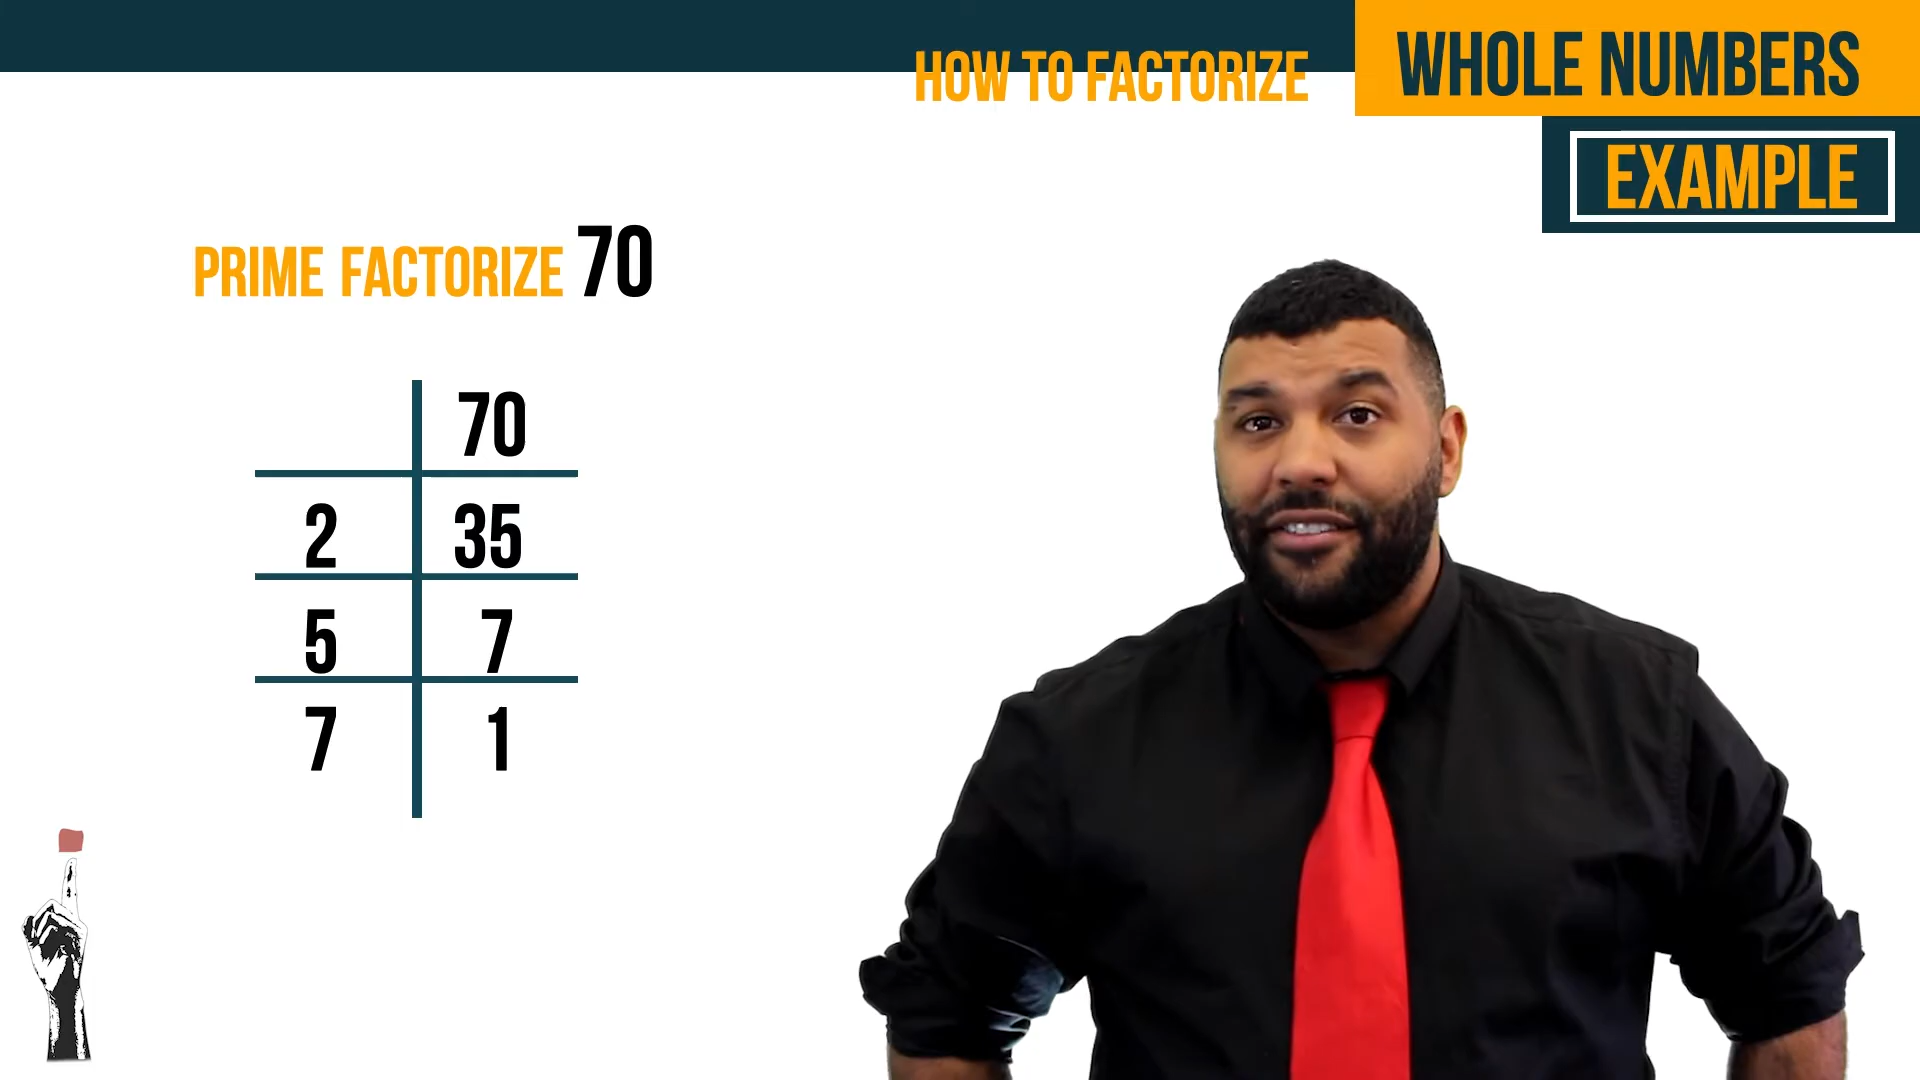 HOW TO FACTORIZE
WHOLE NUMBERS
EXAMPLE
PRIME FACTORIZE 70
70
2 35
5 7
7 1